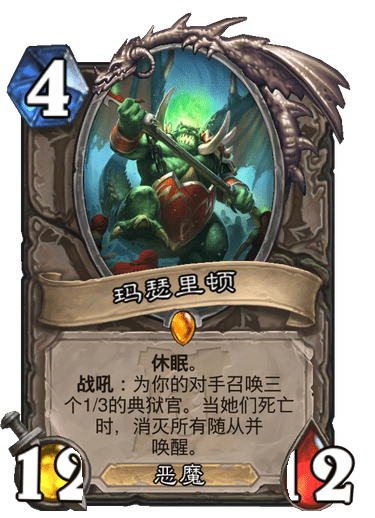 4
玛瑟里顿
休眠。
战吼：为你的对手召唤三
个1/3的典狱官。当她们死亡
时，消灭所有随从并
唤醒。
12
恶魔
12